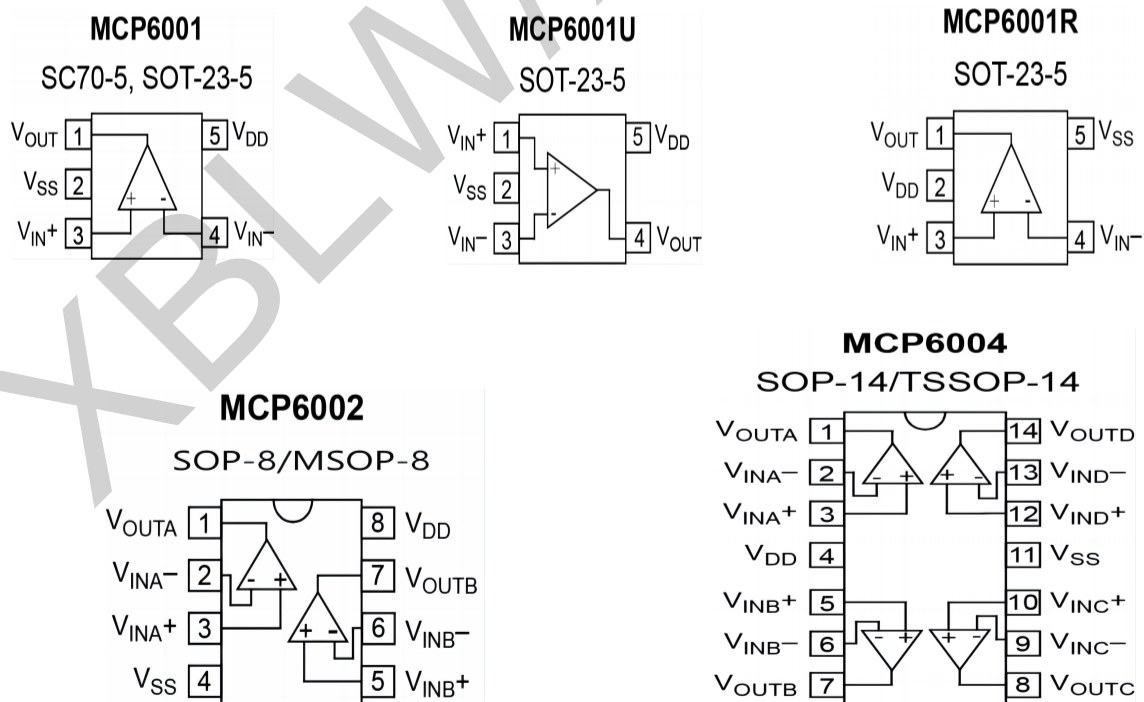 MCP6001
SC70-5, SOT-23-5
VOUT 1
5 VDD
VSS 2
+ -
VIN+ 3
4 VIN−
MCP6001U
SOT-23-5
VIN+ 1
5 VDD
+
VSS 2
-
VIN− 3
4 VOUT
MCP6001R
SOT-23-5
VOUT 1
5 VSS
VDD 2
+ -
VIN+ 3
4 VIN−
MCP6002
SOP-8/MSOP-8
VOUTA 1
8 VDD
VINA− 2
- +
7 VOUTB
VINA+ 3
+ -
6 VINB−
VSS 4
5 VINB+
MCP6004
SOP-14/TSSOP-14
VOUTA 1
14 VOUTD
VINA− 2
- +
+ -
13 VIND−
VINA+ 3
12 VIND+
VDD 4
11 VSS
VINB+ 5
10 VINC+
VINB− 6
- +
+ -
9 VINC−
VOUTB 7
8 VOUTC